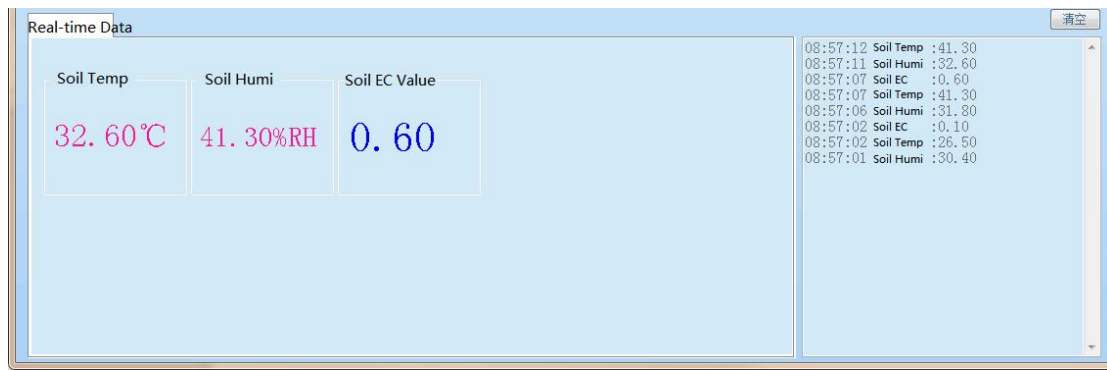 Real-time Data
清空
Soil Temp
32.60℃
Soil Humi
41.30%RH
Soil EC Value
0.60
08:57:12 Soil Temp :41.30
08:57:11 Soil Humi :32.60
08:57:07 Soil EC :0.60
08:57:07 Soil Temp :41.30
08:57:06 Soil Humi :31.80
08:57:02 Soil EC :0.10
08:57:02 Soil Temp :26.50
08:57:01 Soil Humi :30.40